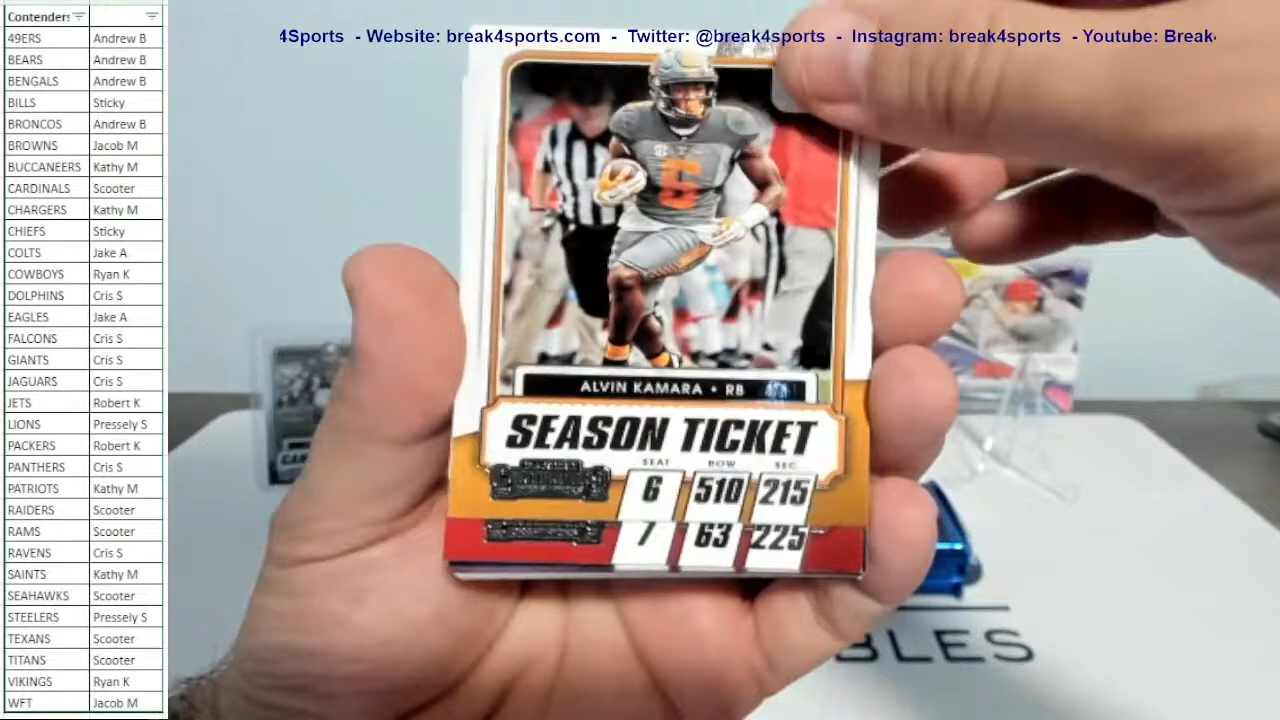 4Sports - Website: break4sports.com - Twitter: @break4sports - Instagram: break4sports - Youtube: Break
Contenders
49ERS Andrew B
BEARS Andrew B
BENGALS Andrew B
BILLS Sticky
BRONCOS Andrew B
BROWNS Jacob M
BUCCANEERS Kathy M
CARDINALS Scooter
CHARGERS Kathy M
CHIEFS Sticky
COLTS Jake A
COWBOYS Ryan K
DOLPHINS Cris S
EAGLES Jake A
FALCONS Cris S
GIANTS Cris S
JAGUARS Cris S
JETS Robert K
LIONS Pressely S
PACKERS Robert K
PANTHERS Cris S
PATRIOTS Kathy M
RAIDERS Scooter
RAMS Scooter
RAVENS Cris S
SAINTS Kathy M
SEAHAWKS Scooter
STEELERS Pressely S
TEXANS Scooter
TITANS Scooter
VIKINGS Ryan K
WFT Jacob M
6
ALVIN KAMARA • RB
SEASON TICKET
SEAT ROW SEC
6 510 215
7 63 225
BLES